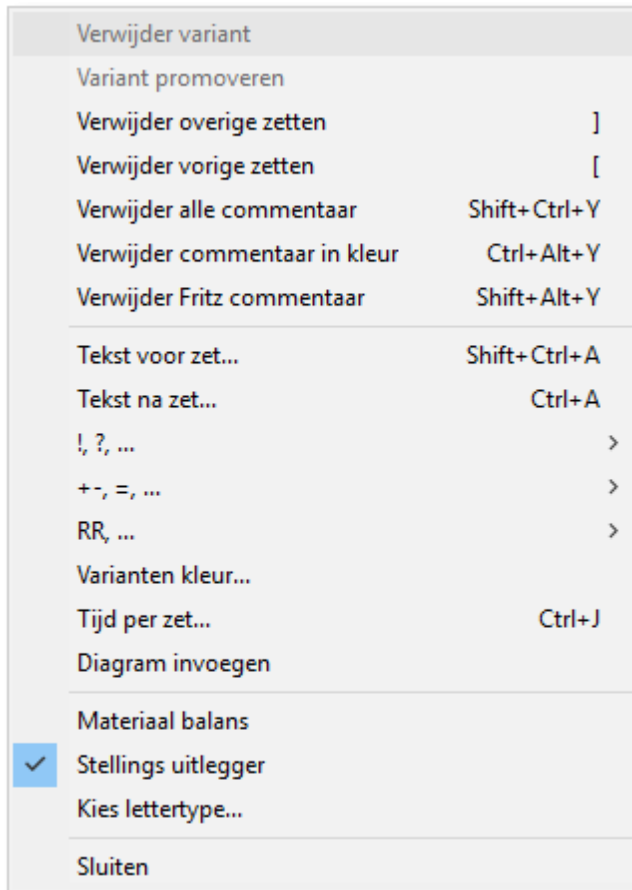 Verwijder variant
Variant promoveren
Verwijder overige zetten ]
Verwijder vorige zetten [
Verwijder alle commentaar Shift+Ctrl+Y
Verwijder commentaar in kleur Ctrl+Alt+Y
Verwijder Fritz commentaar Shift+Alt+Y
Tekst voor zet... Shift+Ctrl+A
Tekst na zet... Ctrl+A
!, ?, ...
+-, =, ...
RR, ...
Varianten kleur...
Tijd per zet... Ctrl+J
Diagram invoegen
Materiaal balans
Stellings uitlegger
Kies lettertype...
Sluiten